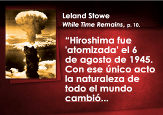 Leland Stowe
While Time Remains, p. 10.
“Hiroshima fue
'atomizada' el 6
de agosto de 1945.
Con ese único acto
la naturaleza de
todo el mundo
cambió...